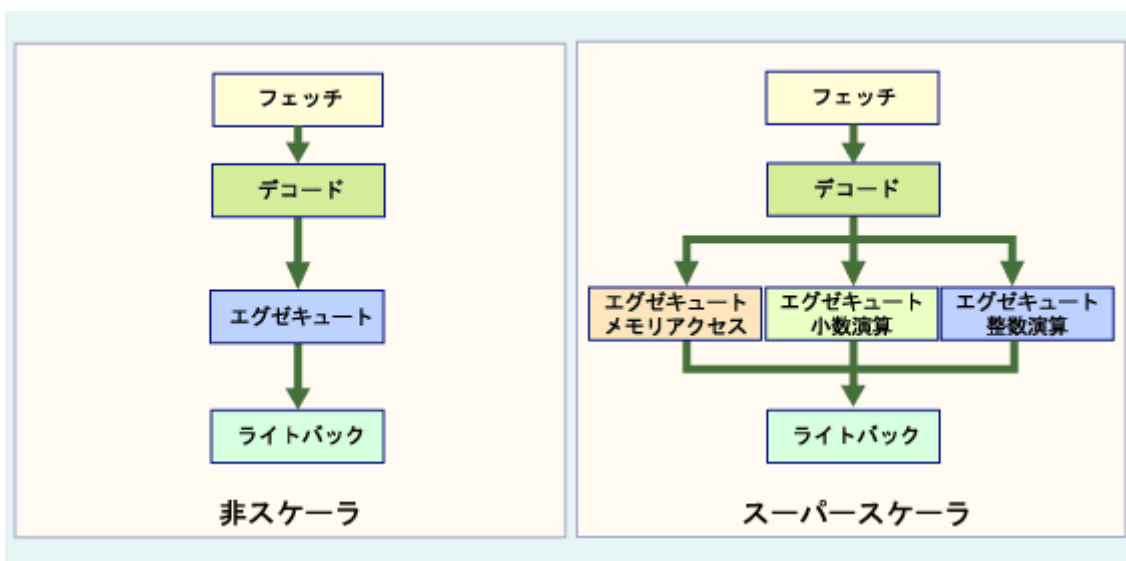 フェッチ
デコード
エグゼキュート
ライトバック
非スケーラ
フェッチ
デコード
エグゼキュート
メモリアクセス
エグゼキュート
小数演算
エグゼキュート
整数演算
ライトバック
スーパースケーラ